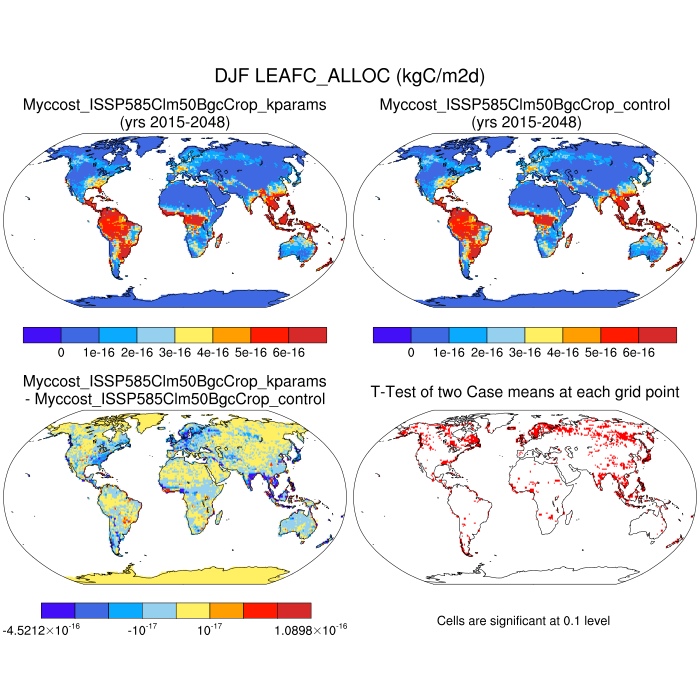 DJF LEAFC_ALLOC (kgC/m2d)
Myccost_ISSP585Clm50BgcCrop_kparams
(yrs 2015-2048)
Myccost_ISSP585Clm50BgcCrop_control
(yrs 2015-2048)
0 1e-16 2e-16 3e-16 4e-16 5e-16 6e-16
0 1e-16 2e-16 3e-16 4e-16 5e-16 6e-16
Myccost_ISSP585Clm50BgcCrop_kparams
- Myccost_ISSP585Clm50BgcCrop_control
T-Test of two Case means at each grid point
-4.5212×10⁻¹⁶ -10⁻¹⁷ 10⁻¹⁷ 1.0898×10⁻¹⁶
Cells are significant at 0.1 level